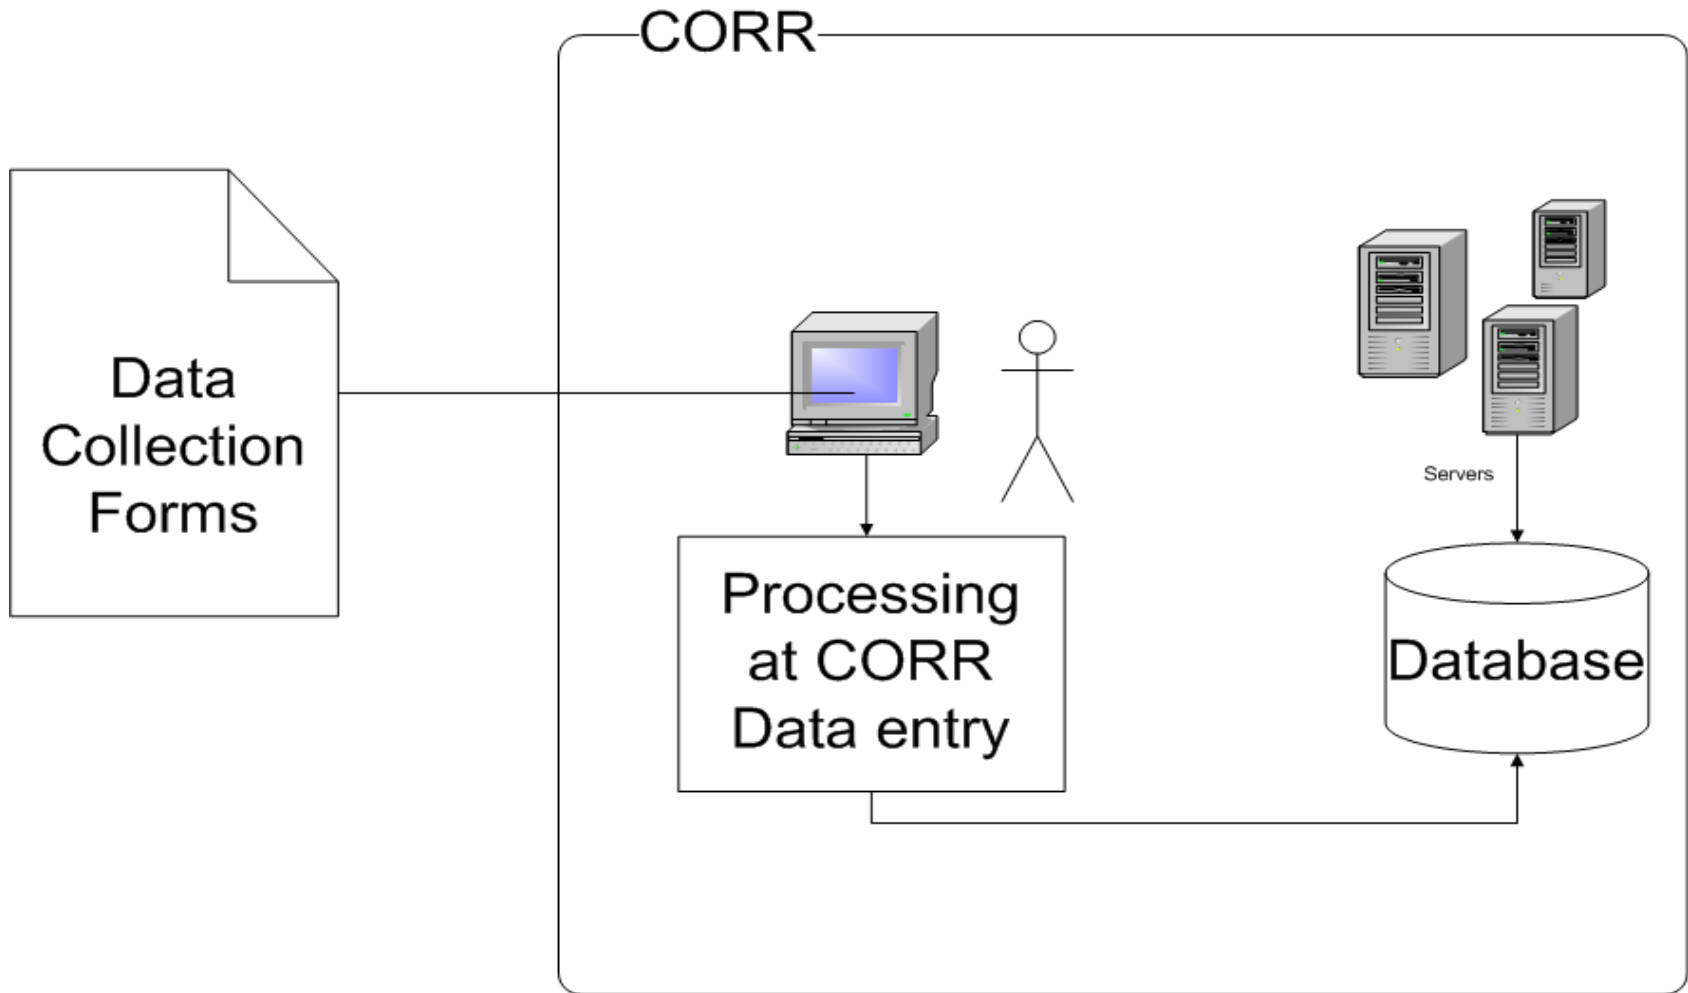 CORR
Data
Collection
Forms
Processing
at CORR
Data entry
Servers
Database